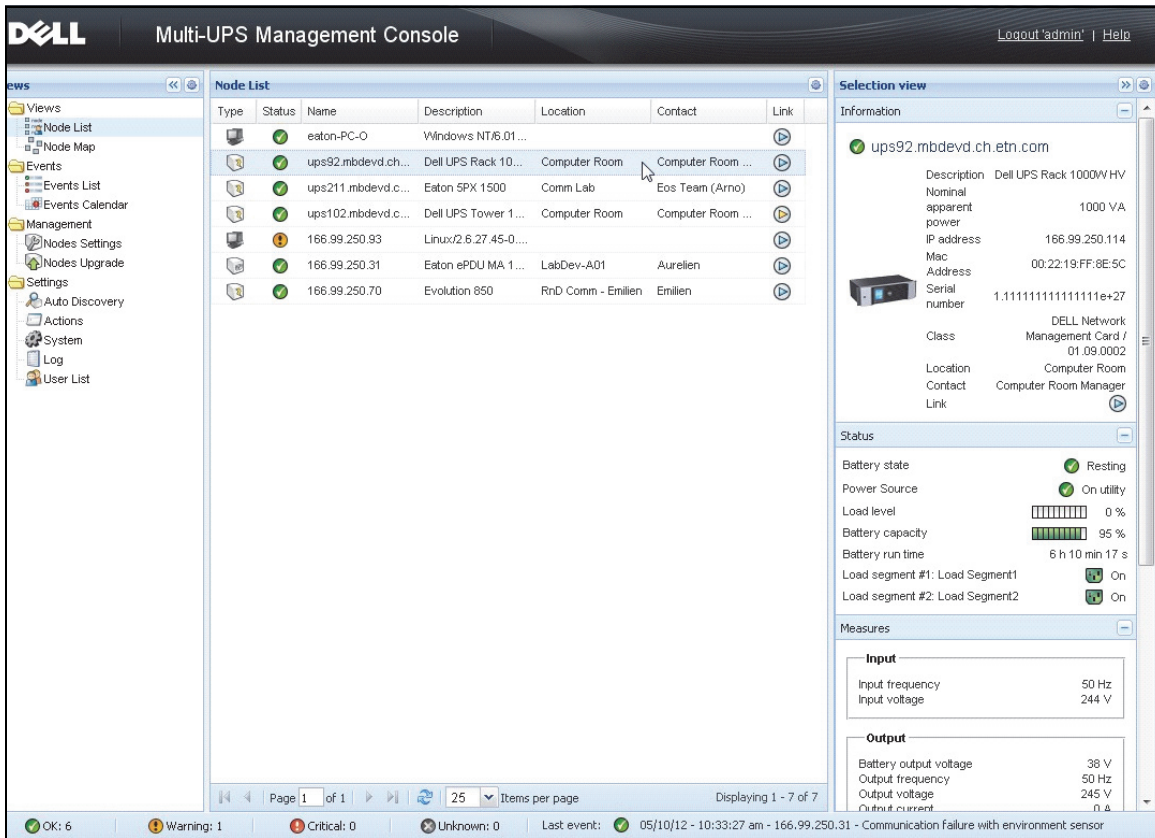 DELL Multi-UPS Management Console Logout 'admin' | Help
ews
Views
Node List
Node Map
Events
Events List
Events Calendar
Management
Nodes Settings
Nodes Upgrade
Settings
Auto Discovery
Actions
System
Log
User List
Node List
Type Status Name Description Location Contact Link
eaton-PC-O Windows NT/6.01...
ups92.mbdevd.ch... Dell UPS Rack 10... Computer Room Computer Room ...
ups211.mbdevd.c... Eaton 5PX 1500 Comm Lab Eos Team (Arno)
ups102.mbdevd.c... Dell UPS Tower 1... Computer Room Computer Room ...
166.99.250.93 Linux/2.6.27.45-0....
166.99.250.31 Eaton ePDU MA 1... LabDev-A01 Aurelien
166.99.250.70 Evolution 850 RnD Comm - Emilien Emilien
Page 1 of 1 25 Items per page Displaying 1 - 7 of 7
Selection view
Information
ups92.mbdevd.ch.etn.com
Description Dell UPS Rack 1000W HV
Nominal
apparent 1000 VA
power
IP address 166.99.250.114
Mac
Address 00:22:19:FF:8E:5C
Serial
number 1.111111111111111e+27
DELL Network
Class Management Card /
01.09.0002
Location Computer Room
Contact Computer Room Manager
Link
Status
Battery state Resting
Power Source On utility
Load level 0 %
Battery capacity 95 %
Battery run time 6 h 10 min 17 s
Load segment #1: Load Segment1 On
Load segment #2: Load Segment2 On
Measures
Input
Input frequency 50 Hz
Input voltage 244 V
Output
Battery output voltage 38 V
Output frequency 50 Hz
Output voltage 245 V
Output current 0 A
OK: 6 Warning: 1 Critical: 0 Unknown: 0 Last event: 05/10/12 - 10:33:27 am - 166.99.250.31 - Communication failure with environment sensor